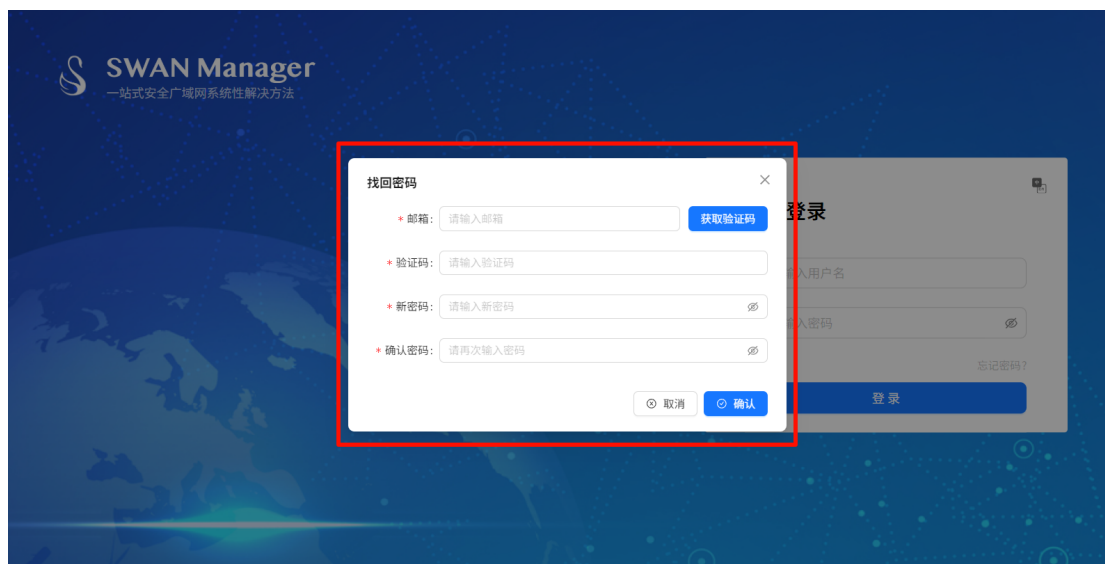 SWAN Manager
一站式安全广域网系统性解决方法
找回密码
* 邮箱: 请输入邮箱 获取验证码
* 验证码: 请输入验证码
* 新密码: 请输入新密码
* 确认密码: 请再次输入密码
取消 确认
登录
输入用户名
输入密码
忘记密码?
登录